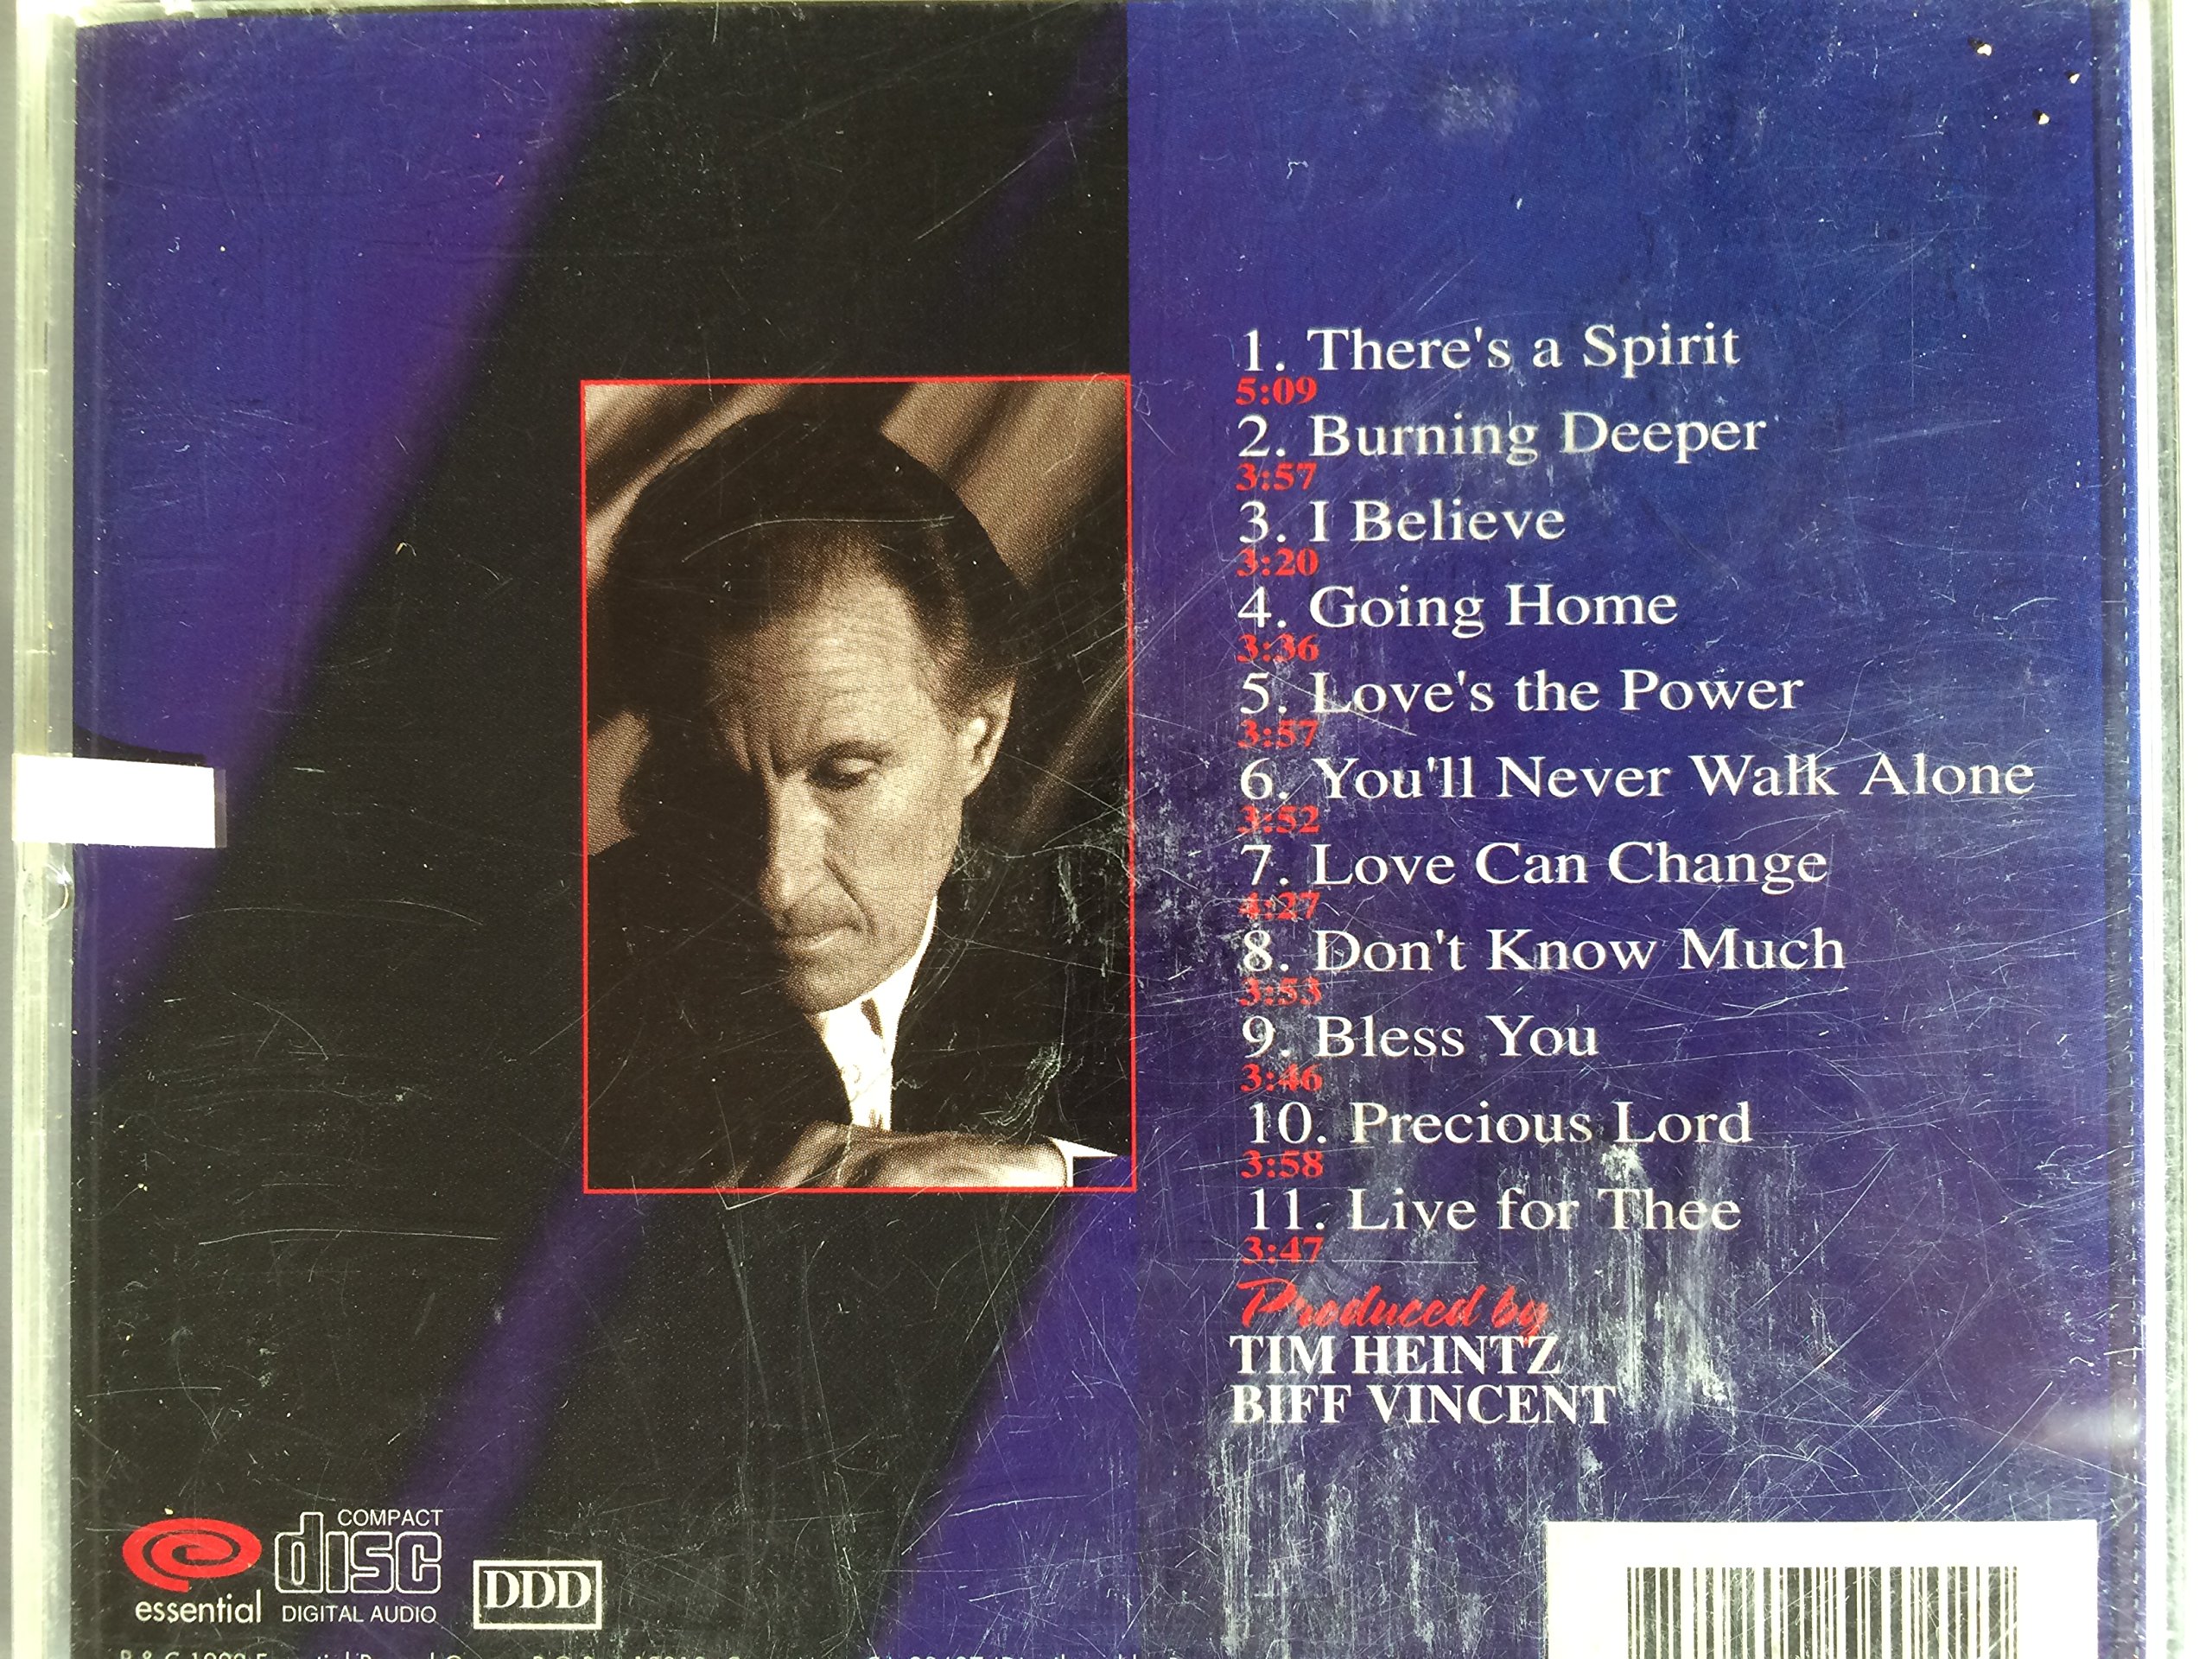 1. There's a Spirit
5:09
2. Burning Deeper
3:57
3. I Believe
3:20
4. Going Home
3:36
5. Love's the Power
3:57
6. You'll Never Walk Alone
3:52
7. Love Can Change
4:27
8. Don't Know Much
3:53
9. Bless You
3:46
10. Precious Lord
3:58
11. Live for Thee
3:47
Produced by
TIM HEINTZ
BIFF VINCENT
essential
COMPACT
disc
DIGITAL AUDIO
DDD